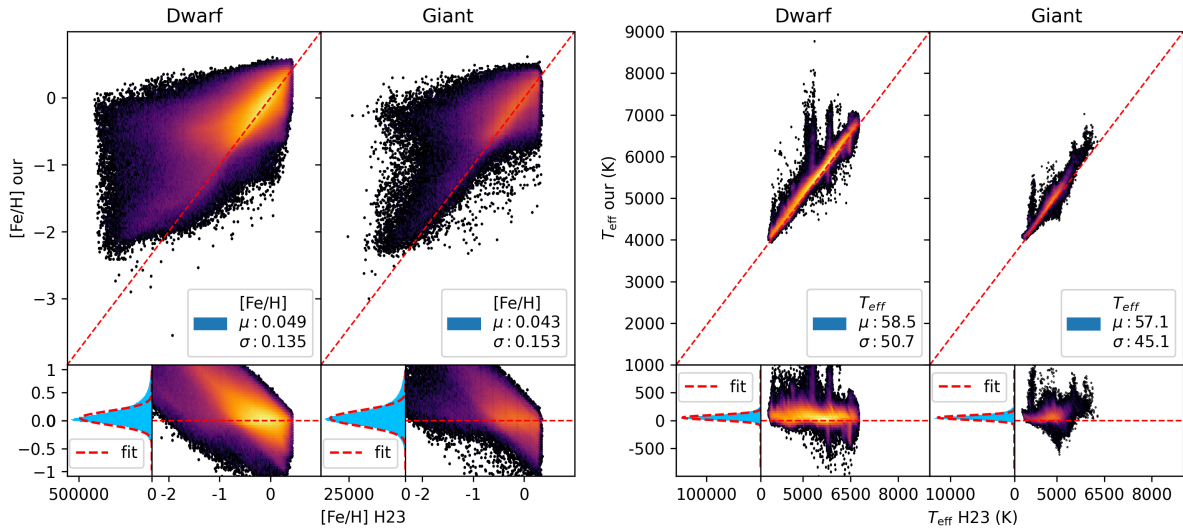 Dwarf
Giant
Dwarf
Giant
[Fe/H] our
0
−1
−2
−3
[Fe/H]
μ : 0.049
σ : 0.135
[Fe/H]
μ : 0.043
σ : 0.153
T_eff our (K)
9000
8000
7000
6000
5000
4000
3000
2000
1000
T_eff
μ : 58.5
σ : 50.7
T_eff
μ : 57.1
σ : 45.1
1.0
0.5
0.0
−0.5
−1
fit
fit
1000
500
0
−500
fit
fit
500000
0
-2
-1
0
25000
0
-2
-1
0
100000
0
5000
6500
8000
10000
0
5000
6500
8000
[Fe/H] H23
T_eff H23 (K)